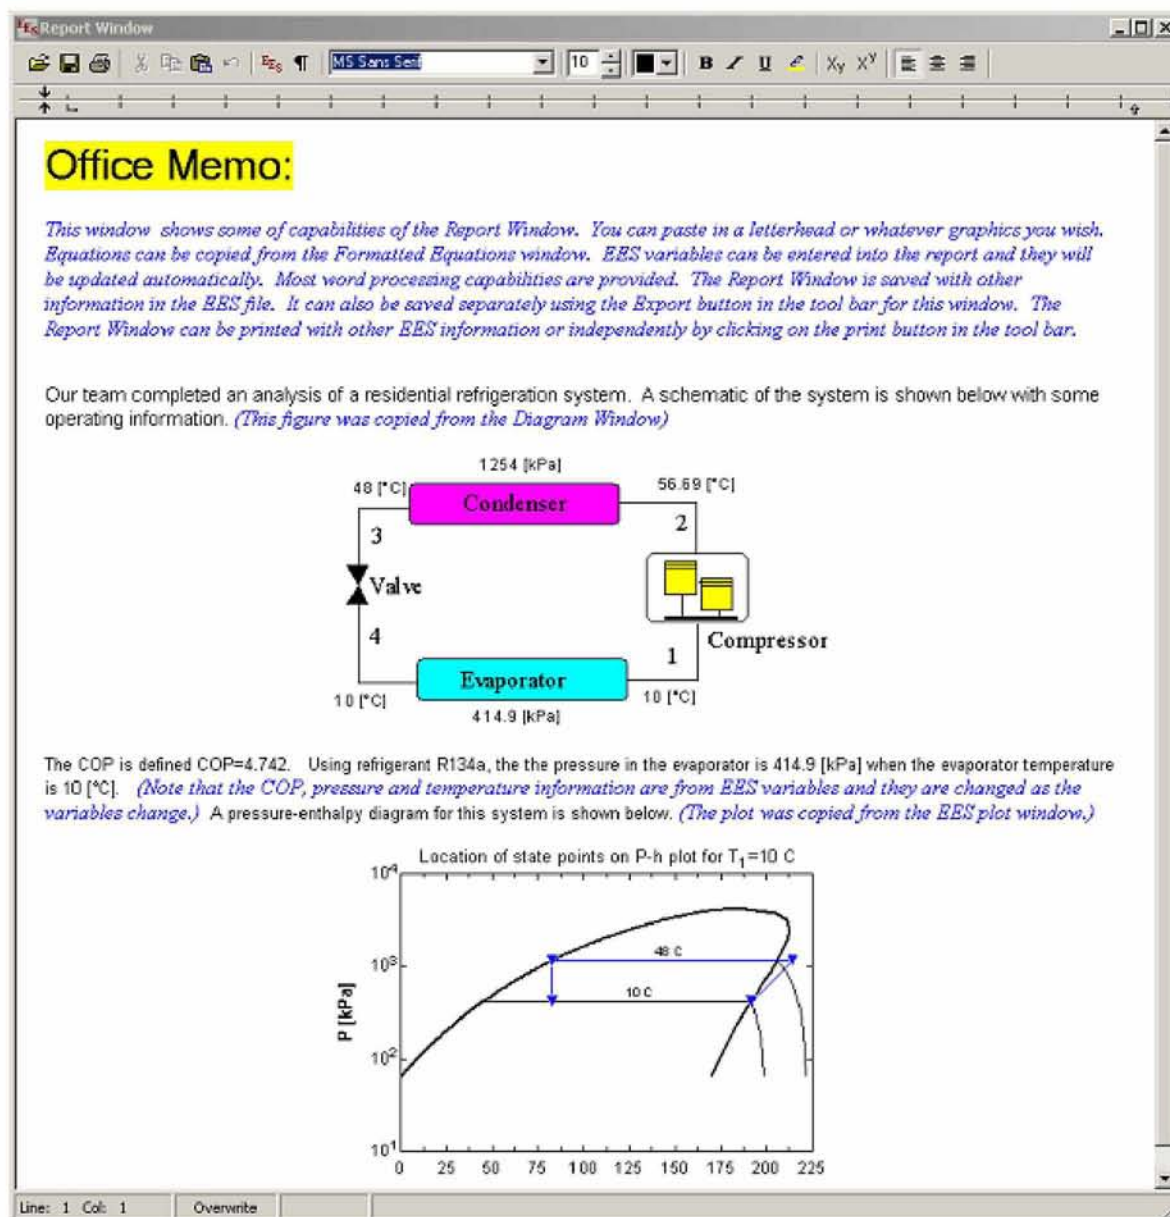 EES Report Window
EES ¶ MS Sans Serif 10 B I U Xy X^y
Office Memo:
This window shows some of capabilities of the Report Window. You can paste in a letterhead or whatever graphics you wish.
Equations can be copied from the Formatted Equations window. EES variables can be entered into the report and they will
be updated automatically. Most word processing capabilities are provided. The Report Window is saved with other
information in the EES file. It can also be saved separately using the Export button in the tool bar for this window. The
Report Window can be printed with other EES information or independently by clicking on the print button in the tool bar.
Our team completed an analysis of a residential refrigeration system. A schematic of the system is shown below with some
operating information. (This figure was copied from the Diagram Window)
1254 [kPa]
48 [°C] Condenser 56.69 [°C]
3 2
Valve
4 Compressor
1
10 [°C] Evaporator 10 [°C]
414.9 [kPa]
The COP is defined COP=4.742. Using refrigerant R134a, the the pressure in the evaporator is 414.9 [kPa] when the evaporator temperature
is 10 [°C]. (Note that the COP, pressure and temperature information are from EES variables and they are changed as the
variables change.) A pressure-enthalpy diagram for this system is shown below. (The plot was copied from the EES plot window.)
Location of state points on P-h plot for T1=10 C
10^4
48 C
10^3
10 C
P [kPa]
10^2
10^1
0 25 50 75 100 125 150 175 200 225
Line: 1 Col: 1 Overwrite